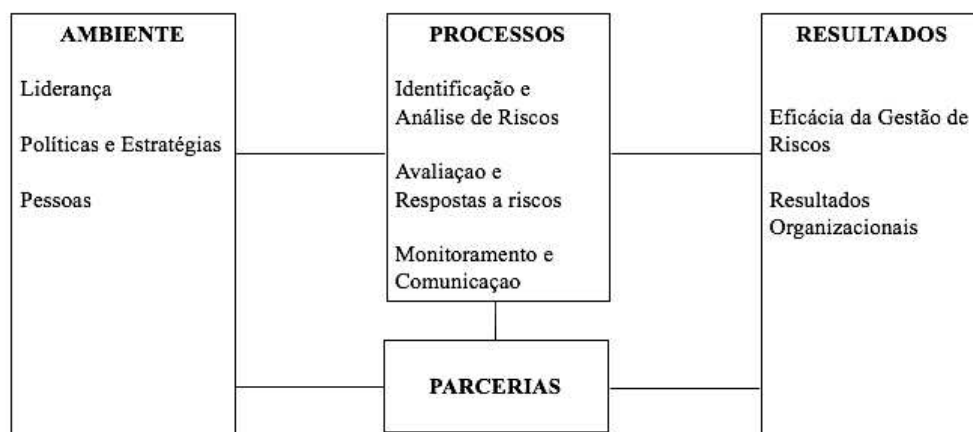 AMBIENTE
Liderança
Políticas e Estratégias
Pessoas
PROCESSOS
Identificação e
Análise de Riscos
Avaliaçao e
Respostas a riscos
Monitoramento e
Comunicaçao
PARCERIAS
RESULTADOS
Eficácia da Gestão de
Riscos
Resultados
Organizacionais